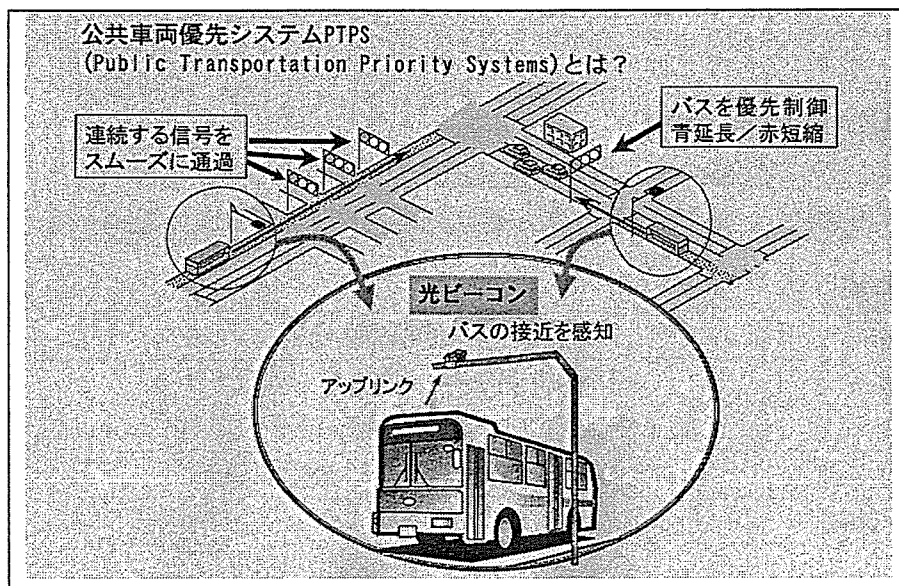 公共車両優先システムPTPS
(Public Transportation Priority Systems)とは？
連続する信号を
スムーズに通過
バスを優先制御
青延長／赤短縮
光ビーコン
バスの接近を感知
アップリンク